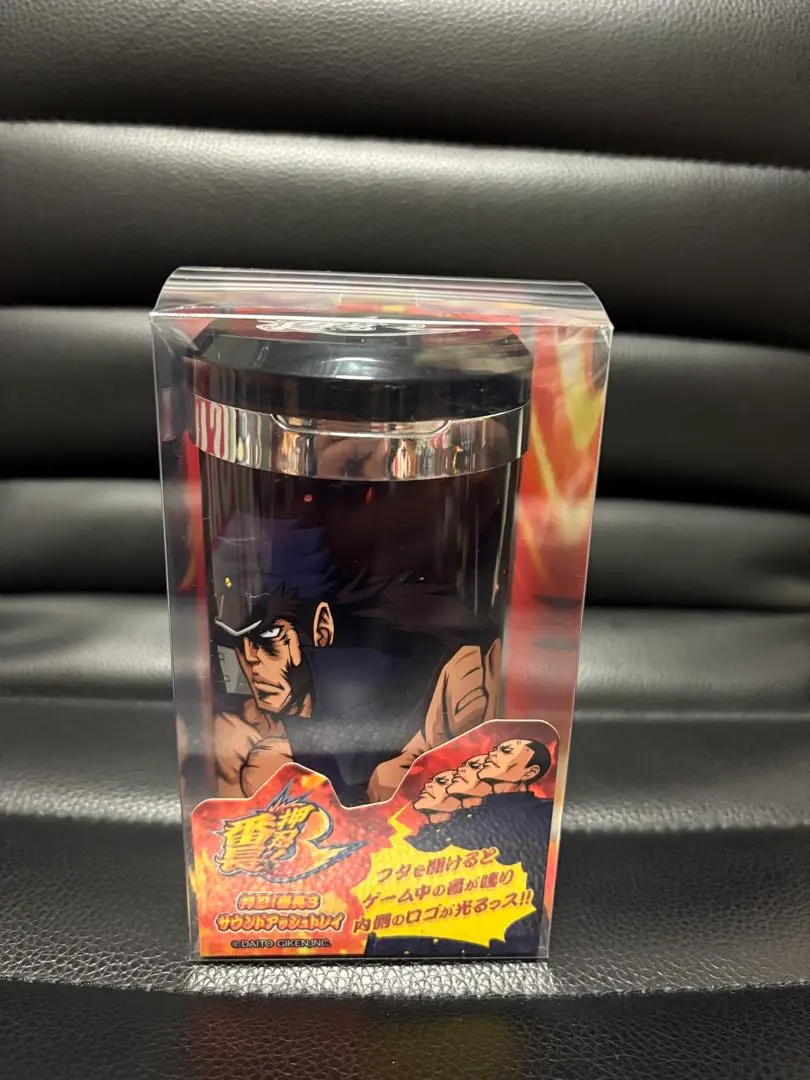 押忍!
番長3
押忍!番長3
サウンドアッシュトレイ
©DAITO GIKEN,INC.
フタを開けると
ゲーム中の音が鳴り
内側のロゴが光るっス!!